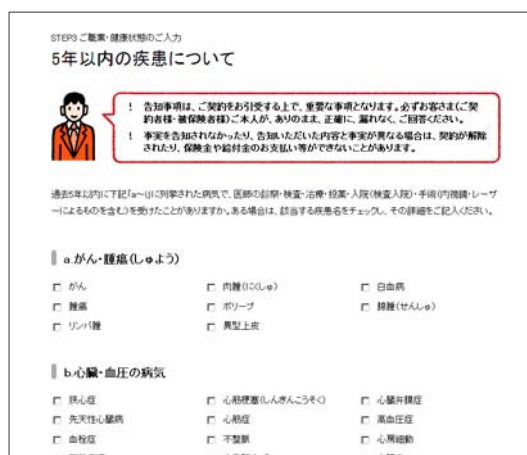 STEP3 ご職業・健康状態のご入力
5年以内の疾患について
! 告知事項は、ご契約をお引受する上で、重要な事項となります。必ずお客さま(ご契
約者様・被保険者様)ご本人が、ありのまま、正確に、漏れなく、ご回答ください。
! 事実を告知されなかったり、告知いただいた内容と事実が異なる場合は、契約が解除
されたり、保険金や給付金のお支払い等ができないことがあります。
過去5年以内に下記「a~i」に列挙された病気で、医師の診察・検査・治療・投薬・入院(検査入院)・手術(内視鏡・レーザ
ーによるものを含む)を受けたことがありますか。ある場合は、該当する疾患名をチェックし、その詳細をご記入ください。
a.がん・腫瘍(しゅよう)
がん 肉腫(にくしゅ) 白血病
腫瘍 ポリープ 腺腫(せんしゅ)
リンパ腫 異型上皮
b.心臓・血圧の病気
狭心症 心筋梗塞(しんきんこうそく) 心臓弁膜症
先天性心臓病 心筋症 高血圧症
血栓症 不整脈 心房細動